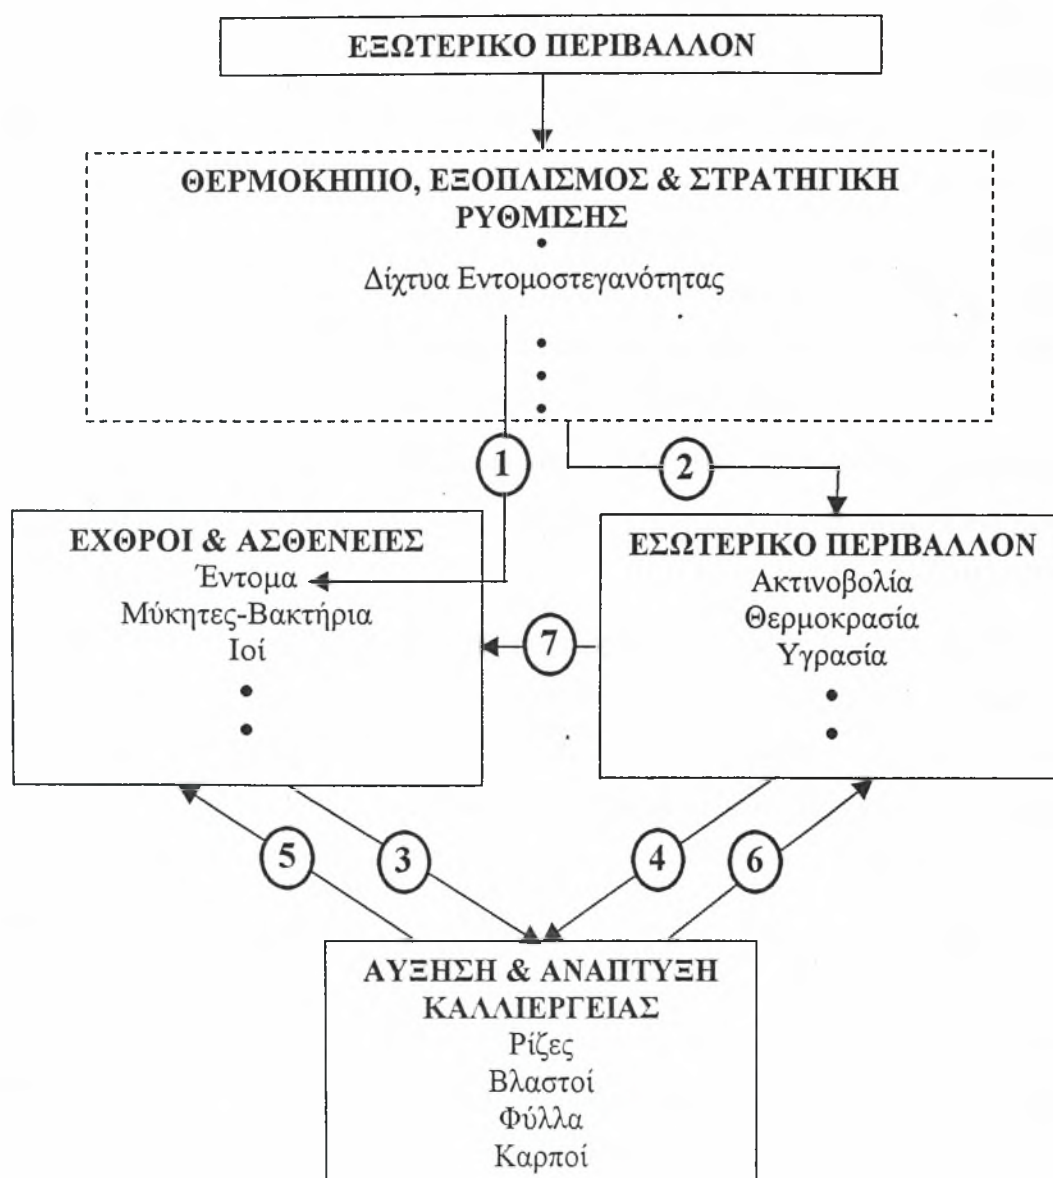 ΕΞΩΤΕΡΙΚΟ ΠΕΡΙΒΑΛΛΟΝ
ΘΕΡΜΟΚΗΠΙΟ, ΕΞΟΠΛΙΣΜΟΣ & ΣΤΡΑΤΗΓΙΚΗ
ΡΥΘΜΙΣΗΣ
•
Δίχτυα Εντομοστεγανότητας
•
•
•
1
2
ΕΧΘΡΟΙ & ΑΣΘΕΝΕΙΕΣ
Έντομα
Μύκητες-Βακτήρια
Ιοί
•
•
7
ΕΣΩΤΕΡΙΚΟ ΠΕΡΙΒΑΛΛΟΝ
Ακτινοβολία
Θερμοκρασία
Υγρασία
•
•
5
3
4
6
ΑΥΞΗΣΗ & ΑΝΑΠΤΥΞΗ
ΚΑΛΛΙΕΡΓΕΙΑΣ
Ρίζες
Βλαστοί
Φύλλα
Καρποί